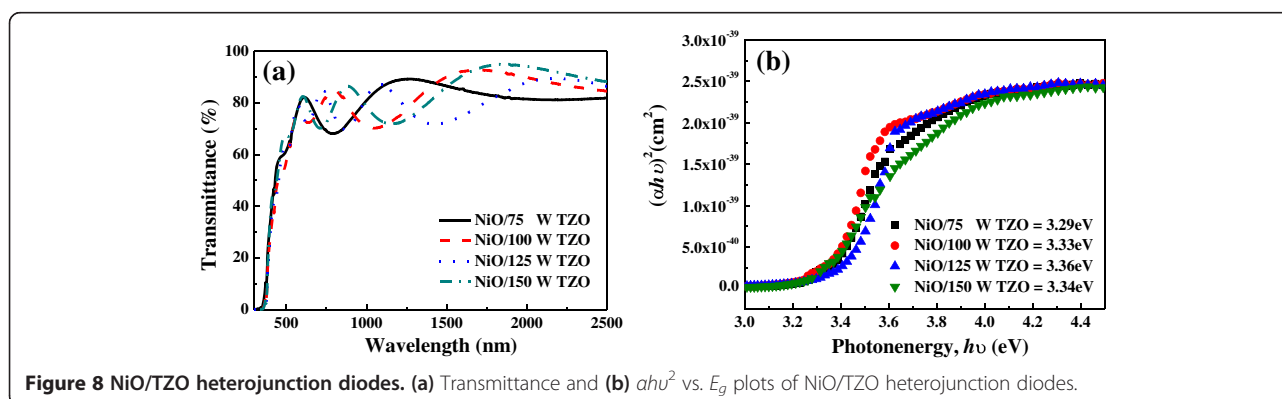 (a)
100
80
60
40
20
0
500
1000
1500
2000
2500
Transmittance (%)
Wavelength (nm)
NiO/75 W TZO
NiO/100 W TZO
NiO/125 W TZO
NiO/150 W TZO
(b)
3.0x10⁻³⁹
2.5x10⁻³⁹
2.0x10⁻³⁹
1.5x10⁻³⁹
1.0x10⁻³⁹
5.0x10⁻⁴⁰
0.0
3.0
3.2
3.4
3.6
3.8
4.0
4.2
4.4
(αhυ)²(cm²)
Photonenergy, hυ (eV)
NiO/75 W TZO = 3.29eV
NiO/100 W TZO = 3.33eV
NiO/125 W TZO = 3.36eV
NiO/150 W TZO = 3.34eV
Figure 8 NiO/TZO heterojunction diodes. (a) Transmittance and (b) αhυ² vs. E_g plots of NiO/TZO heterojunction diodes.